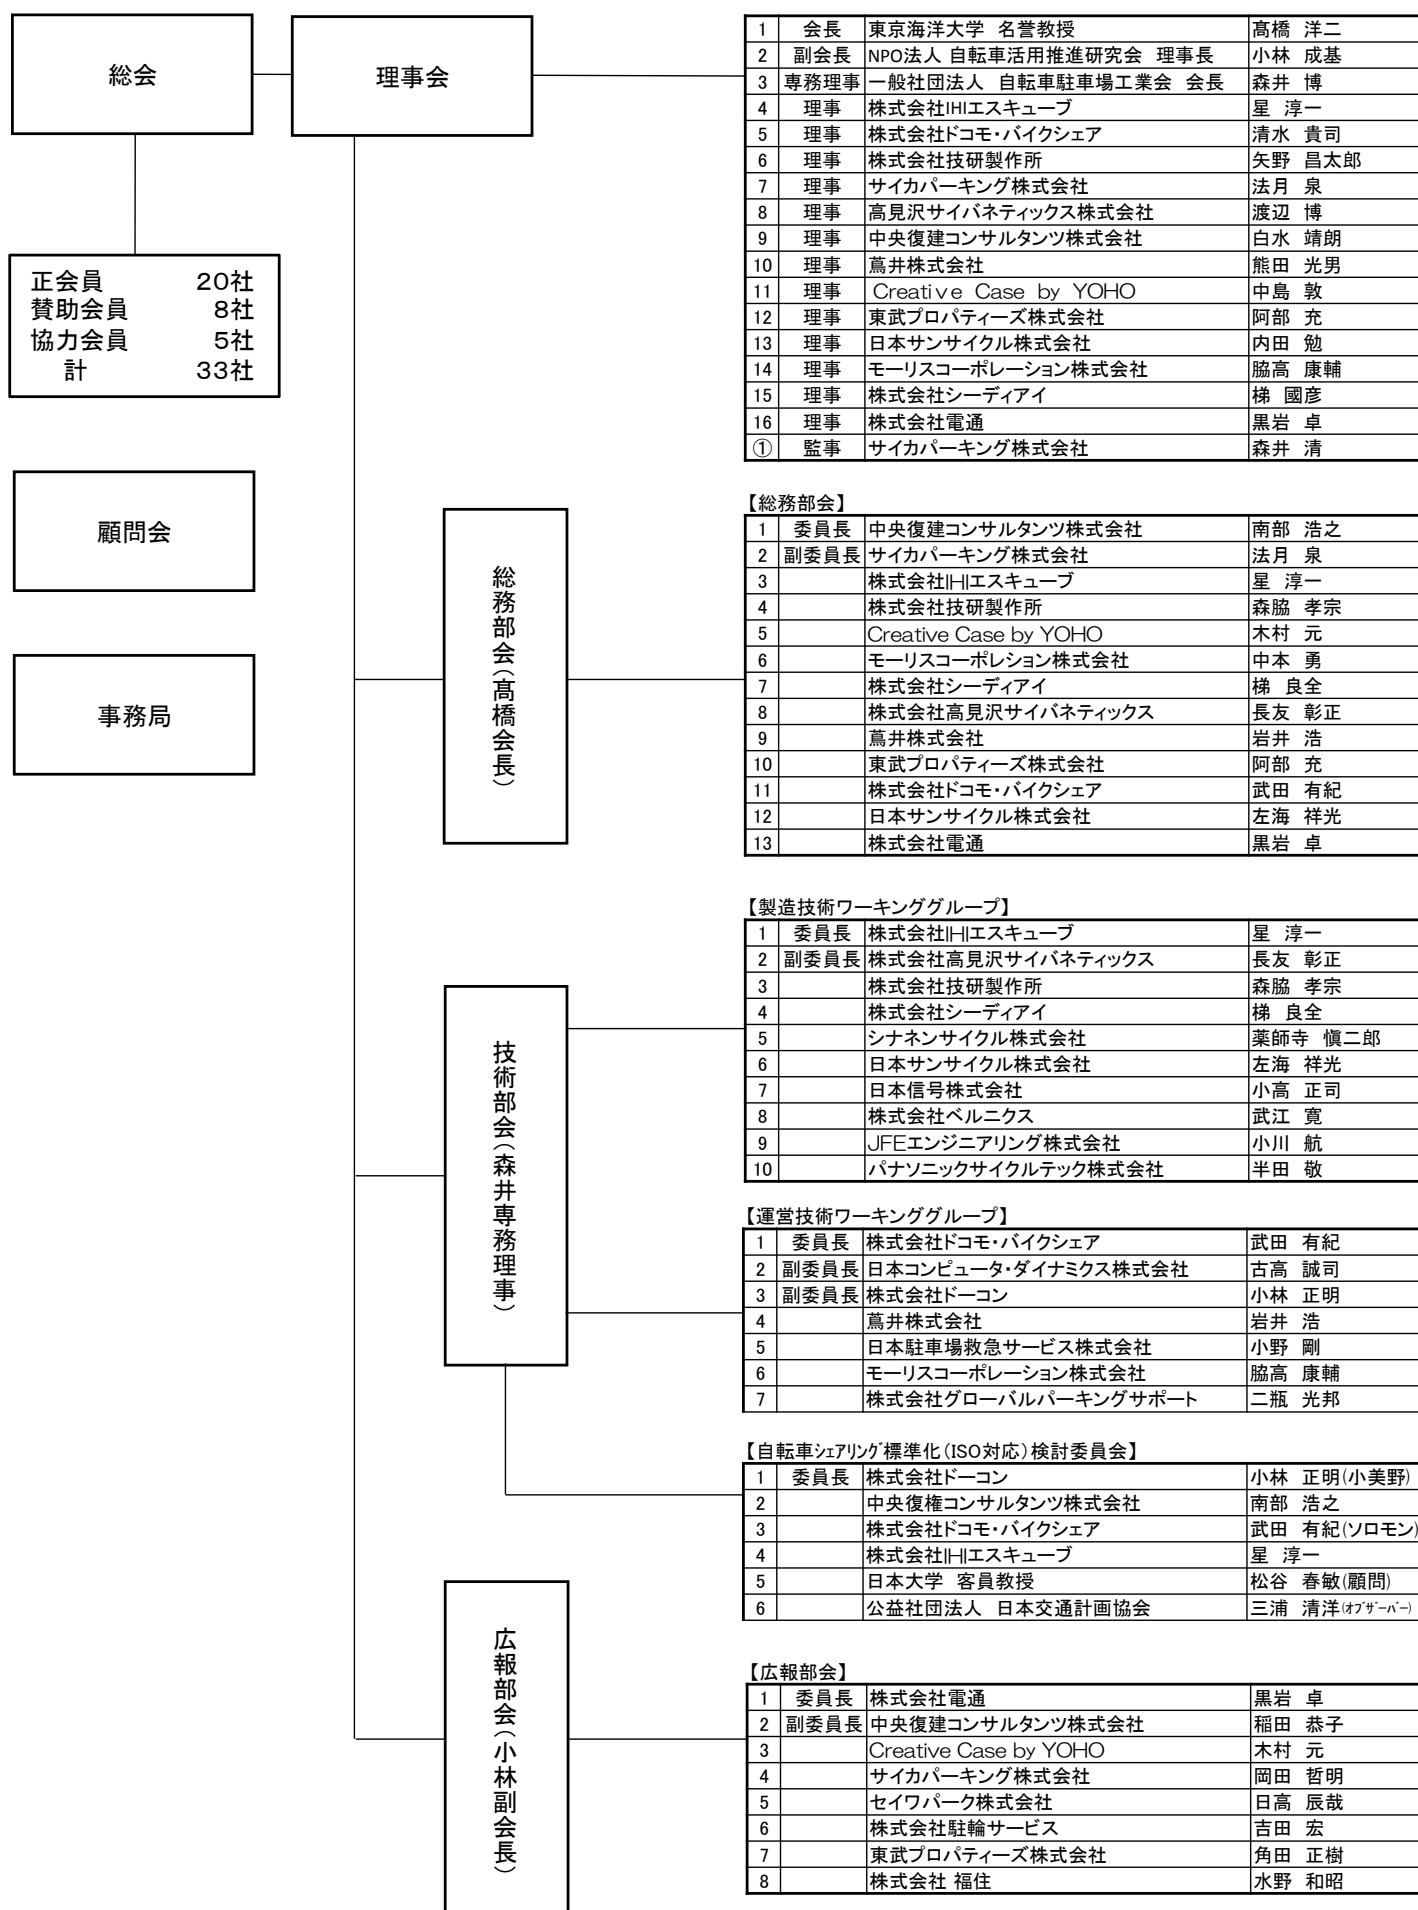 総会
理事会
正会員 20社
賛助会員 8社
協力会員 5社
計 33社
顧問会
事務局
1 会長 東京海洋大学 名誉教授 髙橋 洋二
2 副会長 NPO法人 自転車活用推進研究会 理事長 小林 成基
3 専務理事 一般社団法人 自転車駐車場工業会 会長 森井 博
4 理事 株式会社IHIエスキューブ 星 淳一
5 理事 株式会社ドコモ・バイクシェア 清水 貴司
6 理事 株式会社技研製作所 矢野 昌太郎
7 理事 サイカパーキング株式会社 法月 泉
8 理事 高見沢サイバネティックス株式会社 渡辺 博
9 理事 中央復建コンサルタンツ株式会社 白水 靖朗
10 理事 蔦井株式会社 熊田 光男
11 理事 Creative Case by YOHO 中島 敦
12 理事 東武プロパティーズ株式会社 阿部 充
13 理事 日本サンサイクル株式会社 内田 勉
14 理事 モーリスコーポレーション株式会社 脇高 康輔
15 理事 株式会社シーディアイ 梯 國彦
16 理事 株式会社電通 黒岩 卓
① 監事 サイカパーキング株式会社 森井 清
総務部会(髙橋会長)
【総務部会】
1 委員長 中央復建コンサルタンツ株式会社 南部 浩之
2 副委員長 サイカパーキング株式会社 法月 泉
3 株式会社IHIエスキューブ 星 淳一
4 株式会社技研製作所 森脇 孝宗
5 Creative Case by YOHO 木村 元
6 モーリスコーポレション株式会社 中本 勇
7 株式会社シーディアイ 梯 良全
8 株式会社高見沢サイバネティックス 長友 彰正
9 蔦井株式会社 岩井 浩
10 東武プロパティーズ株式会社 阿部 充
11 株式会社ドコモ・バイクシェア 武田 有紀
12 日本サンサイクル株式会社 左海 祥光
13 株式会社電通 黒岩 卓
技術部会(森井専務理事)
【製造技術ワーキンググループ】
1 委員長 株式会社IHIエスキューブ 星 淳一
2 副委員長 株式会社高見沢サイバネティックス 長友 彰正
3 株式会社技研製作所 森脇 孝宗
4 株式会社シーディアイ 梯 良全
5 シナネンサイクル株式会社 薬師寺 愼二郎
6 日本サンサイクル株式会社 左海 祥光
7 日本信号株式会社 小高 正司
8 株式会社ベルニクス 武江 寛
9 JFEエンジニアリング株式会社 小川 航
10 パナソニックサイクルテック株式会社 半田 敬
【運営技術ワーキンググループ】
1 委員長 株式会社ドコモ・バイクシェア 武田 有紀
2 副委員長 日本コンピュータ・ダイナミクス株式会社 古高 誠司
3 副委員長 株式会社ドーコン 小林 正明
4 蔦井株式会社 岩井 浩
5 日本駐車場救急サービス株式会社 小野 剛
6 モーリスコーポレーション株式会社 脇高 康輔
7 株式会社グローバルパーキングサポート 二瓶 光邦
【自転車ｼｪｱﾘﾝｸﾞ標準化(ISO対応)検討委員会】
1 委員長 株式会社ドーコン 小林 正明(小美野)
2 中央復権コンサルタンツ株式会社 南部 浩之
3 株式会社ドコモ・バイクシェア 武田 有紀(ソロモン)
4 株式会社IHIエスキューブ 星 淳一
5 日本大学 客員教授 松谷 春敏(顧問)
6 公益社団法人 日本交通計画協会 三浦 清洋(ｵﾌﾞｻﾞｰﾊﾞｰ)
広報部会(小林副会長)
【広報部会】
1 委員長 株式会社電通 黒岩 卓
2 副委員長 中央復建コンサルタンツ株式会社 稲田 恭子
3 Creative Case by YOHO 木村 元
4 サイカパーキング株式会社 岡田 哲明
5 セイワパーク株式会社 日高 辰哉
6 株式会社駐輪サービス 吉田 宏
7 東武プロパティーズ株式会社 角田 正樹
8 株式会社 福住 水野 和昭